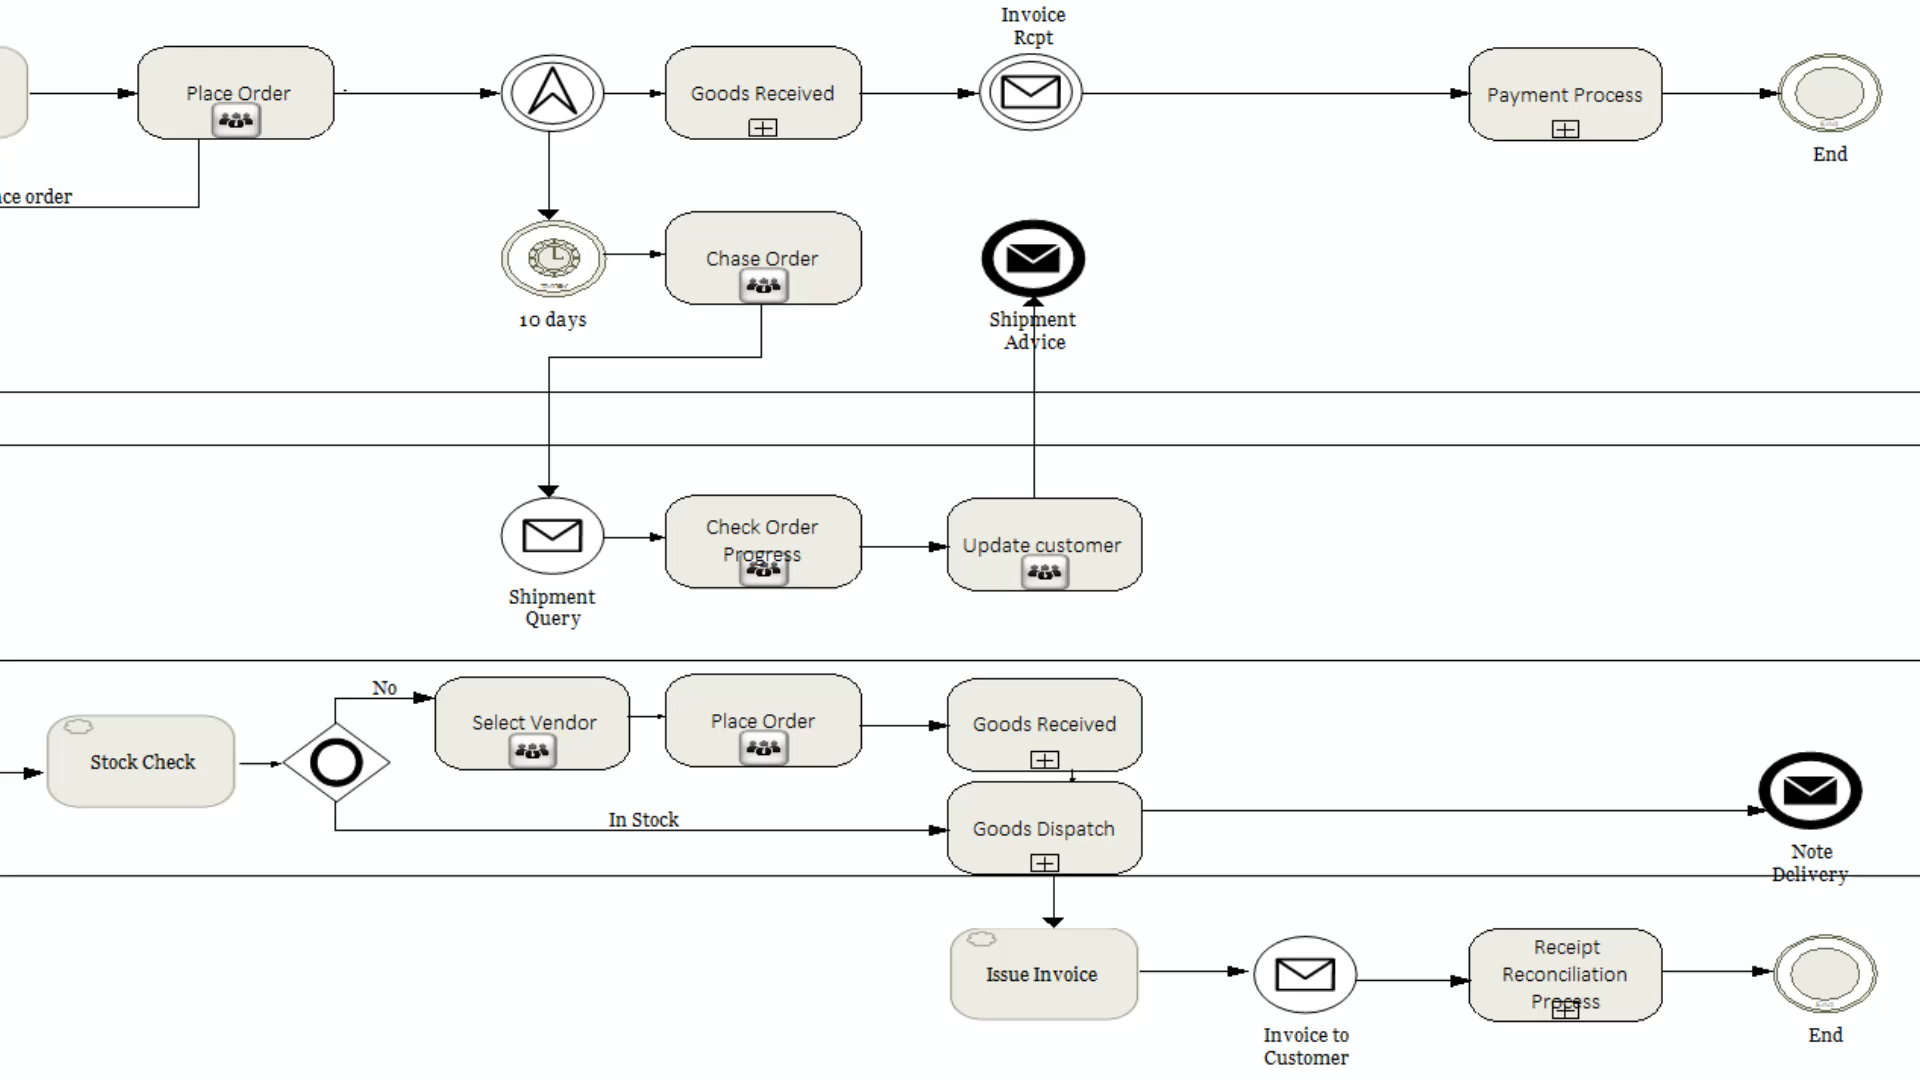 Invoice
Rcpt
Place Order
Goods Received
Payment Process
End
End
ce order
Chase Order
10 days
Shipment
Advice
Check Order
Progress
Update customer
Shipment
Query
No
Select Vendor
Place Order
Goods Received
Stock Check
In Stock
Goods Dispatch
Note
Delivery
Issue Invoice
Receipt
Reconciliation
Process
End
Invoice to
Customer
End